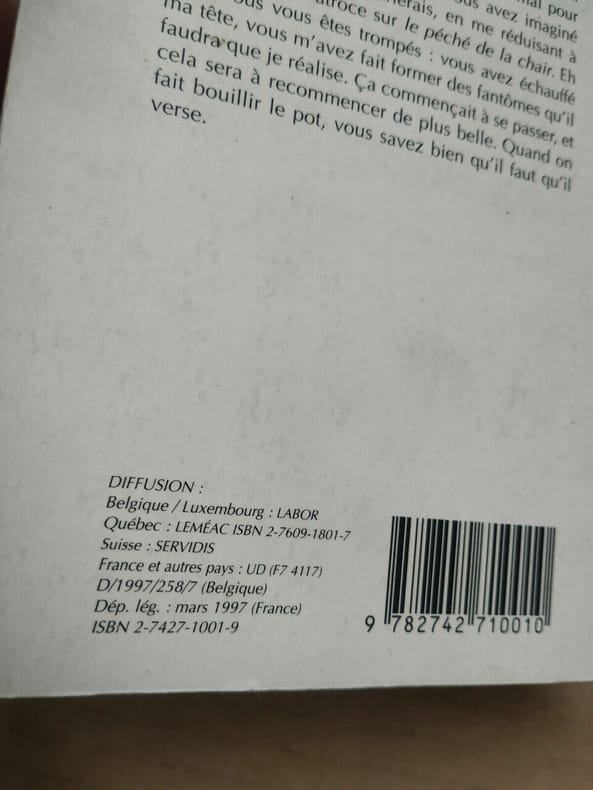 mal pour
vous avez imaginé
erais, en me réduisant à
atroce sur le péché de la chair. Eh
vous vous êtes trompés : vous avez échauffé
ma tête, vous m'avez fait former des fantômes qu'il
faudra que je réalise. Ça commençait à se passer, et
cela sera à recommencer de plus belle. Quand on
fait bouillir le pot, vous savez bien qu'il faut qu'il
verse.
DIFFUSION :
Belgique / Luxembourg : LABOR
Québec : LEMÉAC ISBN 2-7609-1801-7
Suisse : SERVIDIS
France et autres pays : UD (F7 4117)
D/1997/258/7 (Belgique)
Dép. lég. : mars 1997 (France)
ISBN 2-7427-1001-9
9 782742 710010